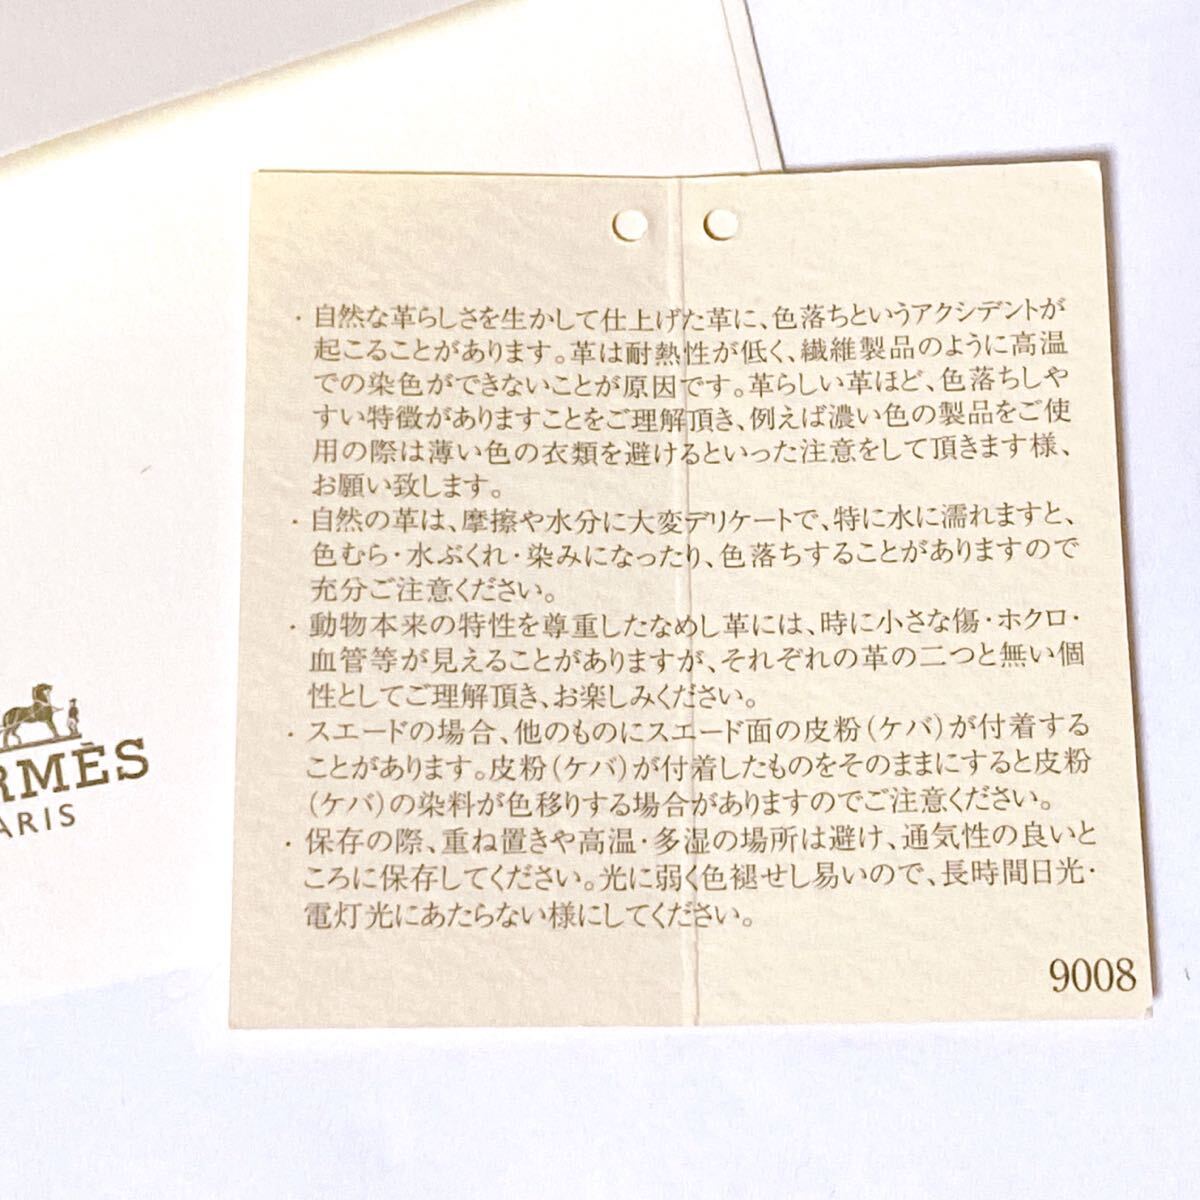 ・自然な革らしさを生かして仕上げた革に、色落ちというアクシデントが
起こることがあります。革は耐熱性が低く、繊維製品のように高温
での染色ができないことが原因です。革らしい革ほど、色落ちしや
すい特徴がありますことをご理解頂き、例えば濃い色の製品をご使
用の際は薄い色の衣類を避けるといった注意をして頂きます様、
お願い致します。
・自然の革は、摩擦や水分に大変デリケートで、特に水に濡れますと、
色むら・水ぶくれ・染みになったり、色落ちすることがありますので
充分ご注意ください。
・動物本来の特性を尊重したなめし革には、時に小さな傷・ホクロ・
血管等が見えることがありますが、それぞれの革の二つと無い個
性としてご理解頂き、お楽しみください。
・スエードの場合、他のものにスエード面の皮粉(ケバ)が付着する
ことがあります。皮粉(ケバ)が付着したものをそのままにすると皮粉
(ケバ)の染料が色移りする場合がありますのでご注意ください。
・保存の際、重ね置きや高温・多湿の場所は避け、通気性の良いと
ころに保存してください。光に弱く色褪せし易いので、長時間日光・
電灯光にあたらない様にしてください。
9008
RMÈS
ARIS